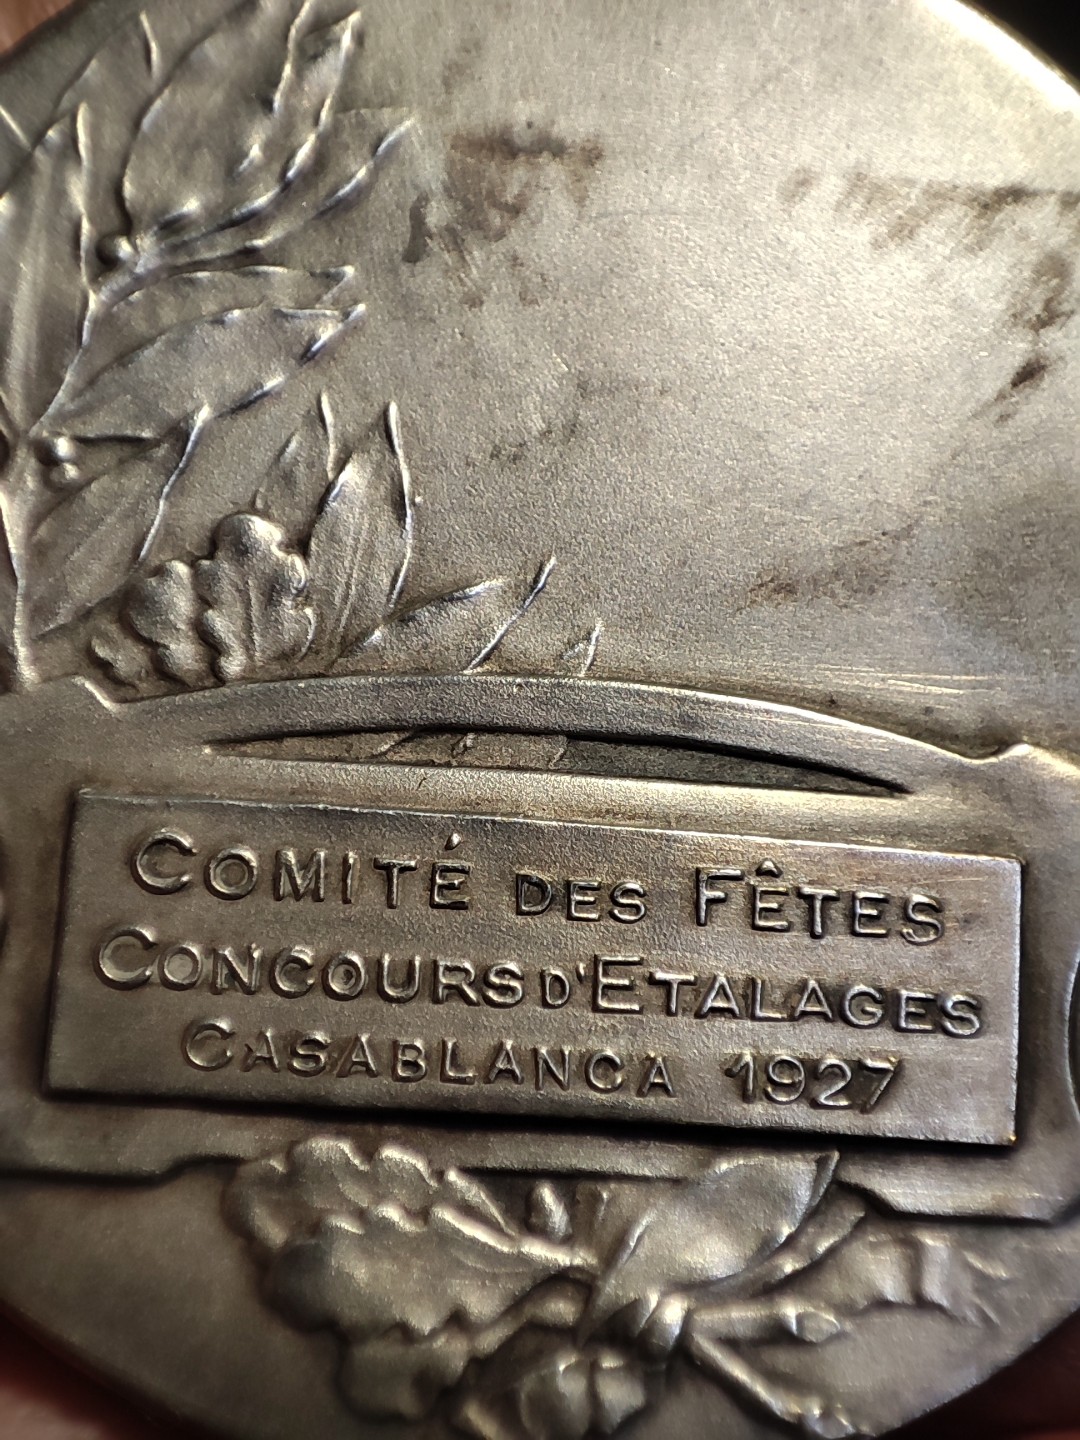 COMITÉ DES FÊTES
CONCOURS D'ETALAGES
CASABLANCA 1927